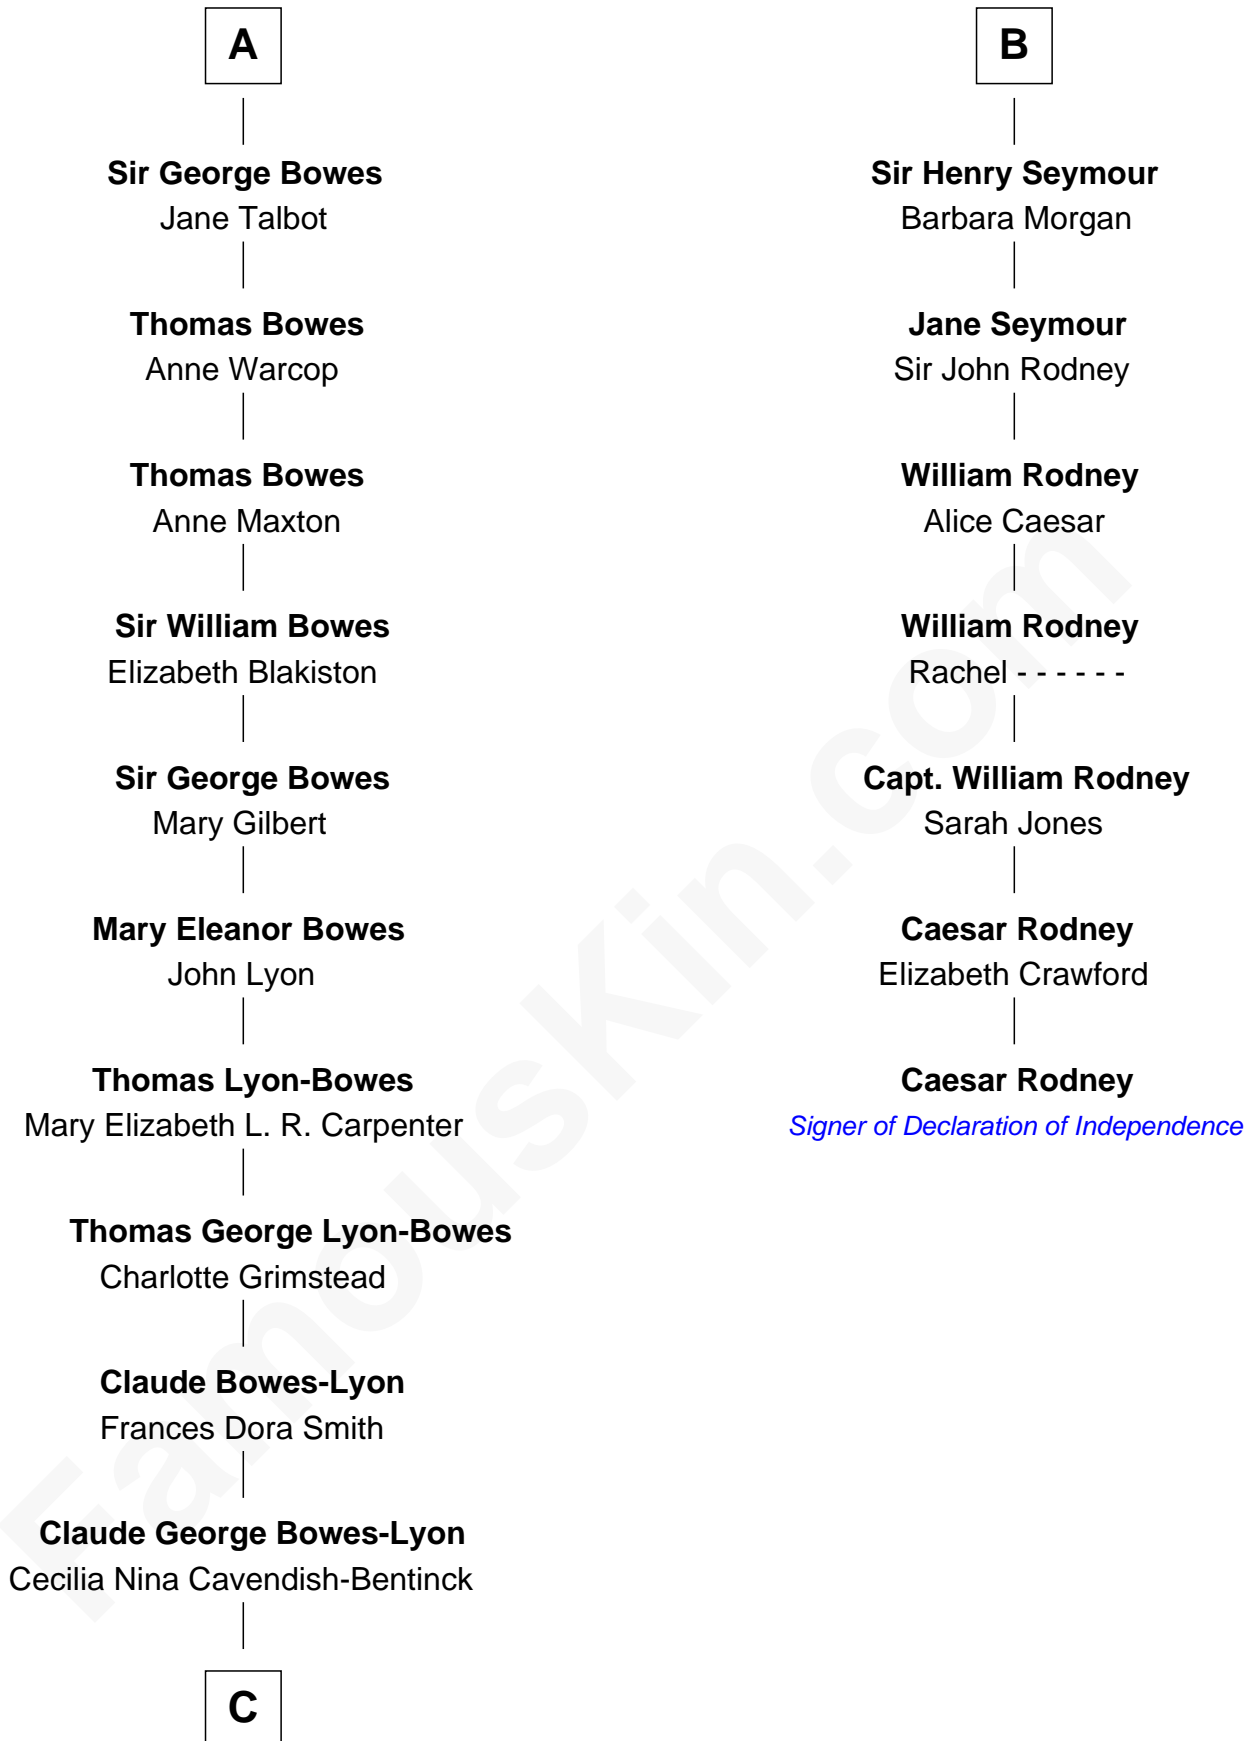 A
Sir George Bowes
Jane Talbot
Thomas Bowes
Anne Warcop
Thomas Bowes
Anne Maxton
Sir William Bowes
Elizabeth Blakiston
Sir George Bowes
Mary Gilbert
Mary Eleanor Bowes
John Lyon
Thomas Lyon-Bowes
Mary Elizabeth L. R. Carpenter
Thomas George Lyon-Bowes
Charlotte Grimstead
Claude Bowes-Lyon
Frances Dora Smith
Claude George Bowes-Lyon
Cecilia Nina Cavendish-Bentinck
C
B
Sir Henry Seymour
Barbara Morgan
Jane Seymour
Sir John Rodney
William Rodney
Alice Caesar
William Rodney
Rachel - - - - - -
Capt. William Rodney
Sarah Jones
Caesar Rodney
Elizabeth Crawford
Caesar Rodney
Signer of Declaration of Independence
FamousKin.com